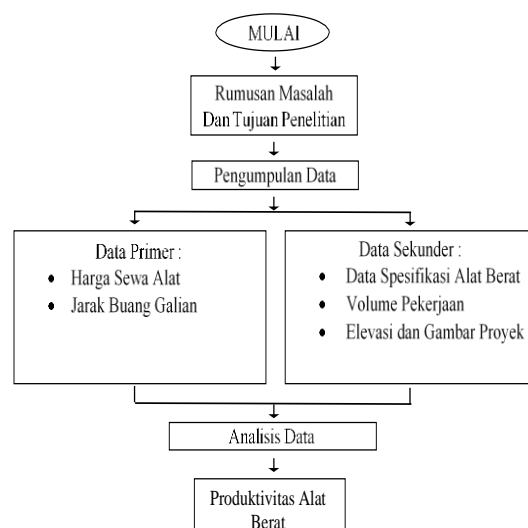 MULAI
Rumusan Masalah
Dan Tujuan Penelitian
Pengumpulan Data
Data Primer :
• Harga Sewa Alat
• Jarak Buang Galian
Data Sekunder :
• Data Spesifikasi Alat Berat
• Volume Pekerjaan
• Elevasi dan Gambar Proyek
Analisis Data
Produktivitas Alat
Berat